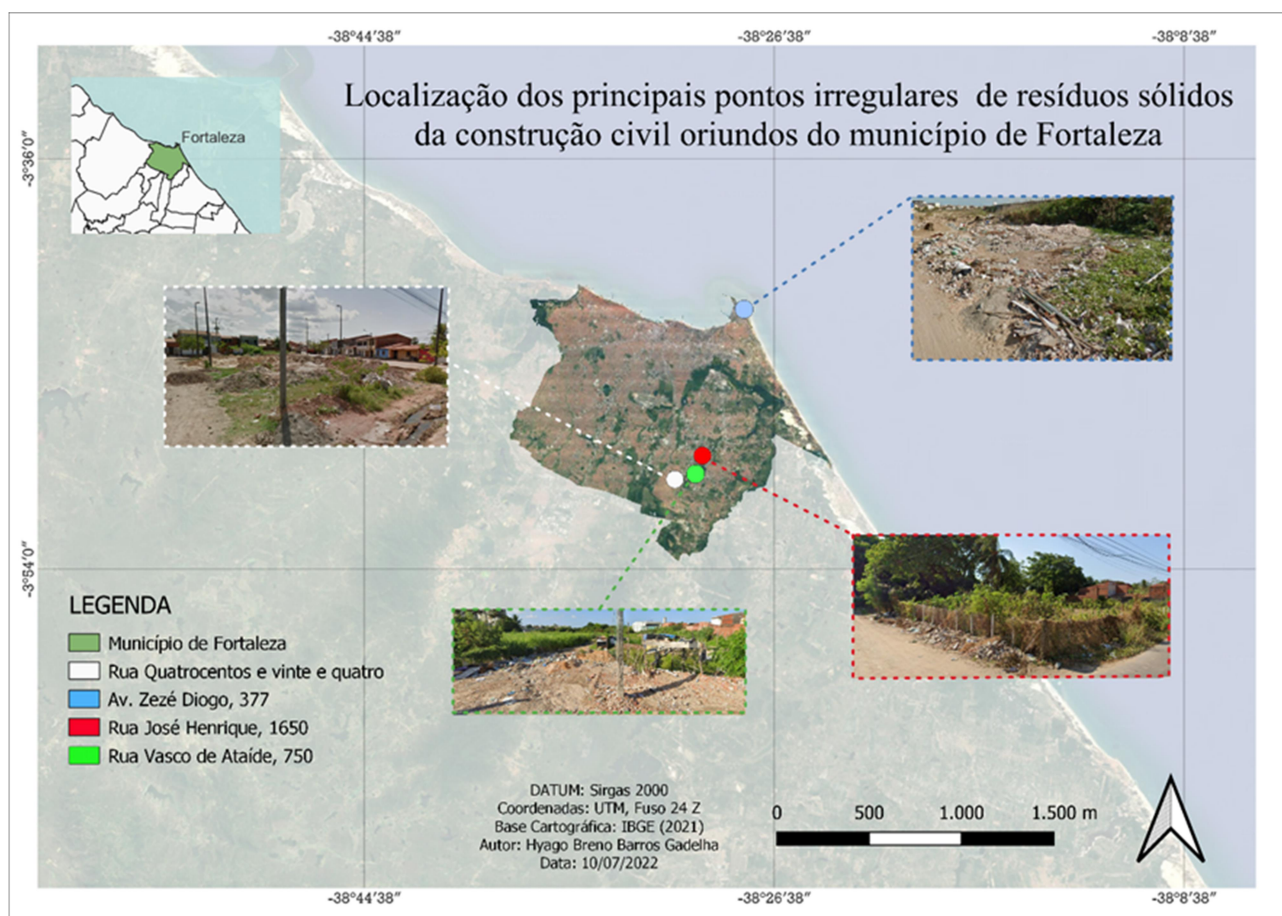 -38°44'38"
-38°26'38"
-38°8'38"
Localização dos principais pontos irregulares de resíduos sólidos
da construção civil oriundos do município de Fortaleza
Fortaleza
-3°36'0"
-3°54'0"
LEGENDA
Município de Fortaleza
Rua Quatrocentos e vinte e quatro
Av. Zezé Diogo, 377
Rua José Henrique, 1650
Rua Vasco de Ataíde, 750
DATUM: Sirgas 2000
Coordenadas: UTM, Fuso 24 Z
Base Cartográfica: IBGE (2021)
Autor: Hyago Breno Barros Gadelha
Data: 10/07/2022
0 500 1.000 1.500 m
-38°44'38"
-38°26'38"
-38°8'38"